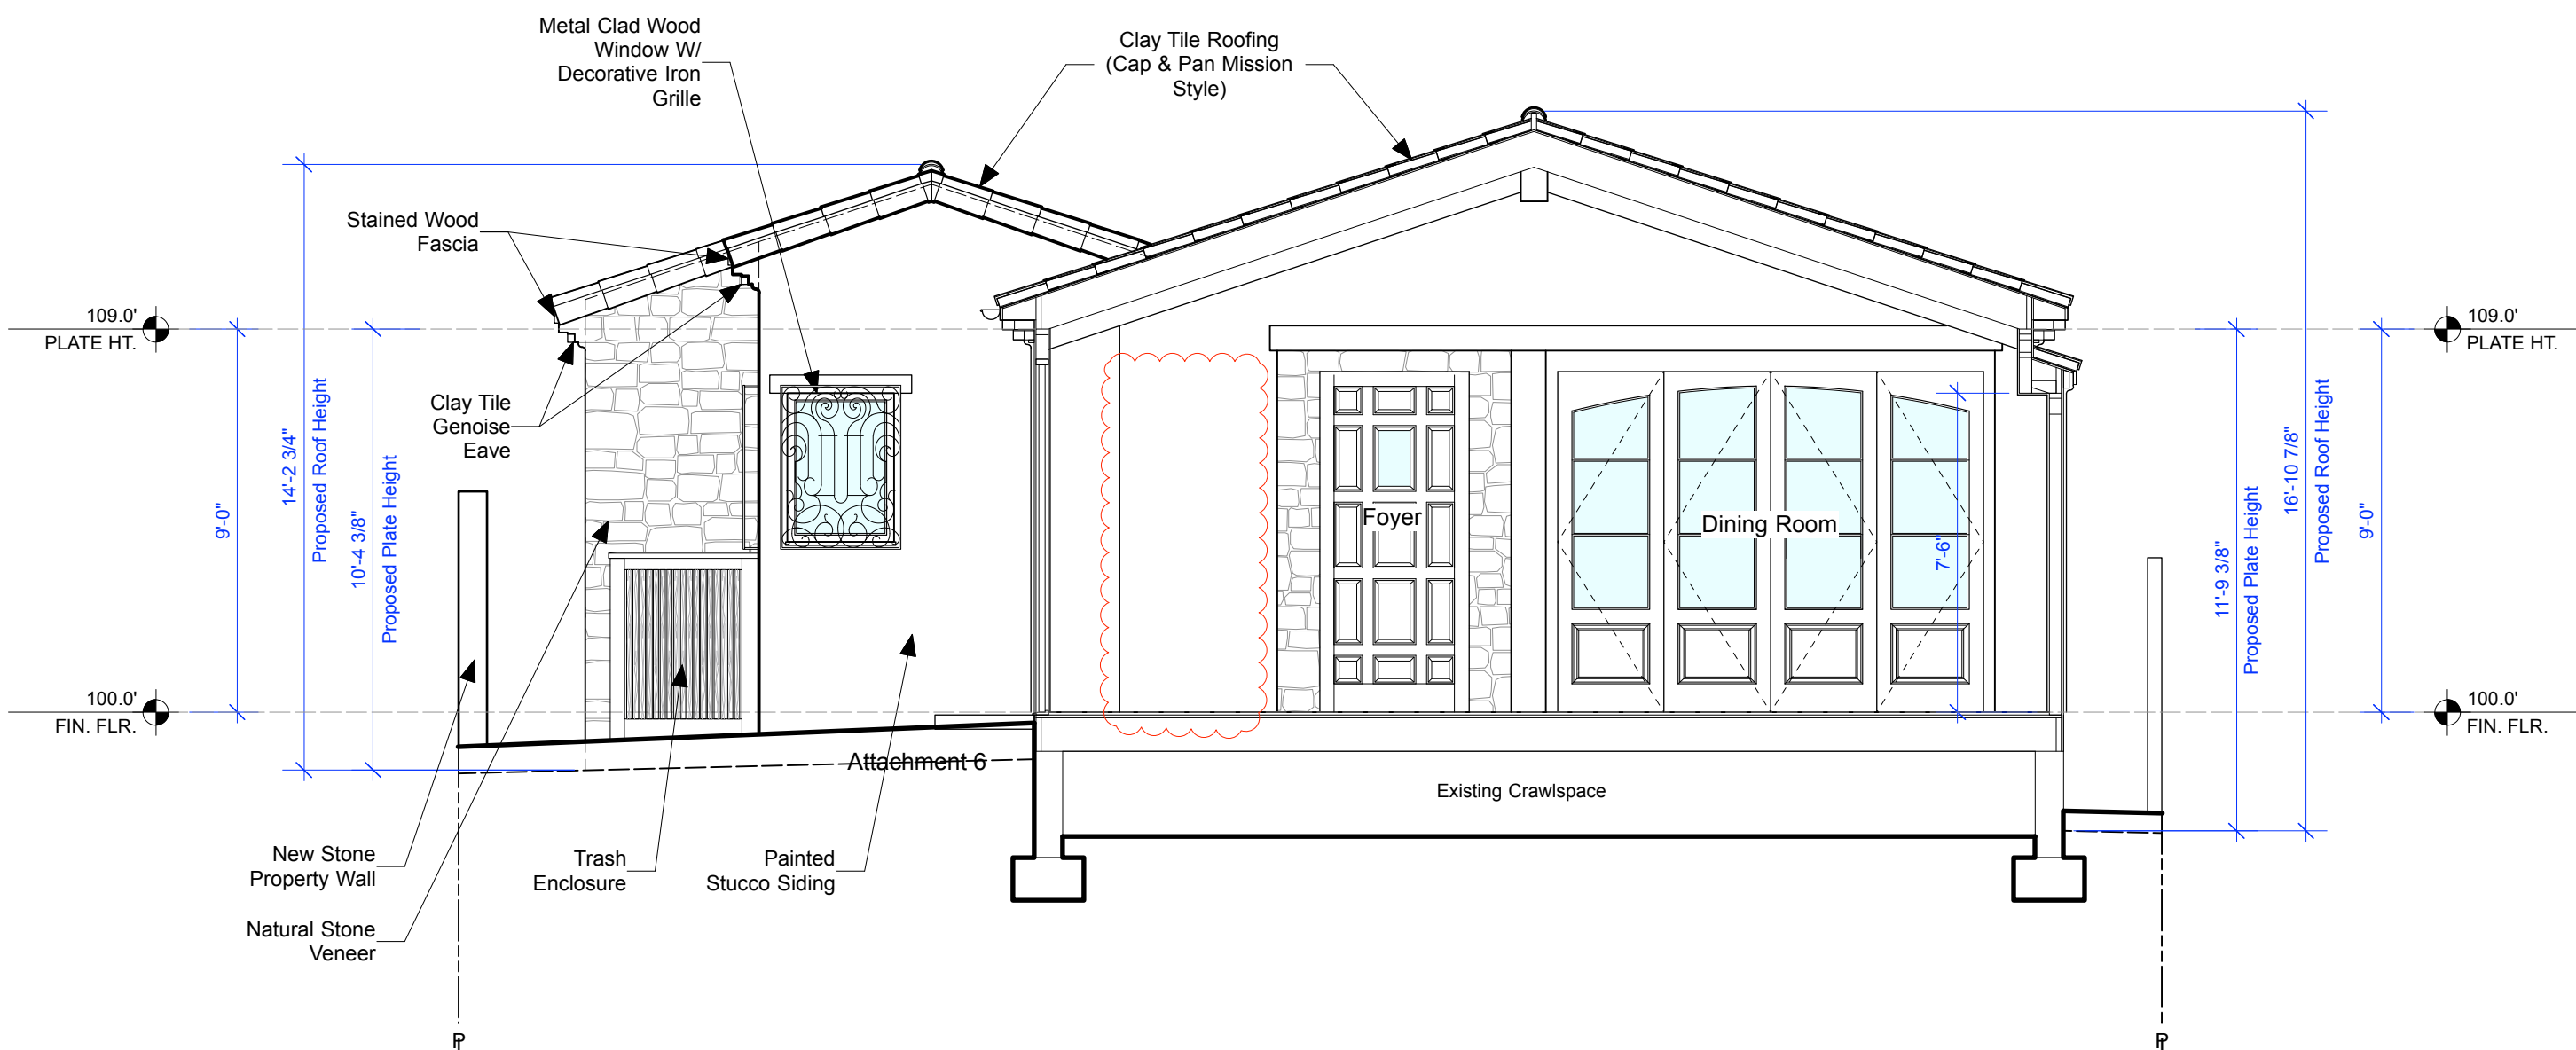 Metal Clad Wood
Window W/
Decorative Iron
Grille
Clay Tile Roofing
(Cap & Pan Mission
Style)
Stained Wood
Fascia
109.0'
PLATE HT.
109.0'
PLATE HT.
Clay Tile
Genoise
Eave
9'-0"
14'-2 3/4"
Proposed Roof Height
10'-4 3/8"
Proposed Plate Height
Foyer
Dining Room
7'-6"
11'-9 3/8"
Proposed Plate Height
16'-10 7/8"
Proposed Roof Height
9'-0"
100.0'
FIN. FLR.
100.0'
FIN. FLR.
Attachment 6
Existing Crawlspace
New Stone
Property Wall
Trash
Enclosure
Painted
Stucco Siding
Natural Stone
Veneer